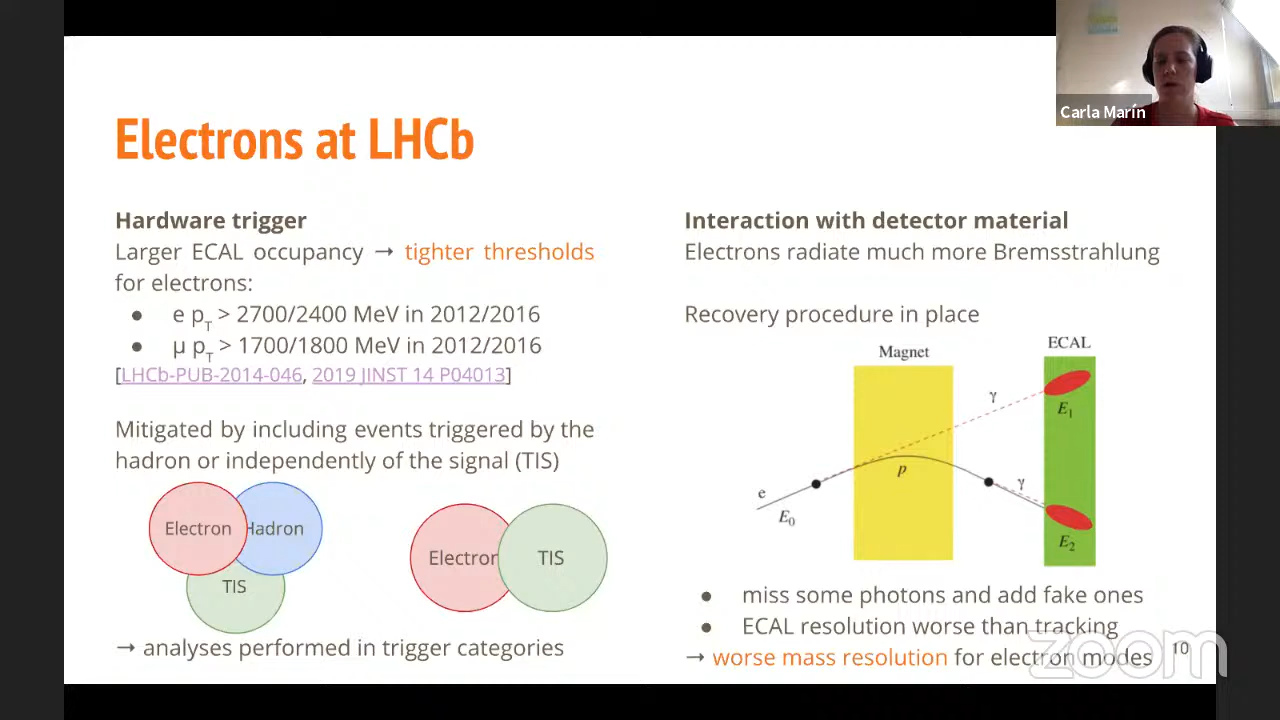 Carla Marín
Electrons at LHCb
Hardware trigger
Larger ECAL occupancy → tighter thresholds
for electrons:
● e pT > 2700/2400 MeV in 2012/2016
● μ pT > 1700/1800 MeV in 2012/2016
[LHCb-PUB-2014-046, 2019 JINST 14 P04013]
Mitigated by including events triggered by the
hadron or independently of the signal (TIS)
Electron
Hadron
TIS
Electron
TIS
→ analyses performed in trigger categories
Interaction with detector material
Electrons radiate much more Bremsstrahlung
Recovery procedure in place
Magnet
ECAL
γ
E1
e
E0
p
γ
E2
● miss some photons and add fake ones
● ECAL resolution worse than tracking
→ worse mass resolution for electron modes
10
zoom